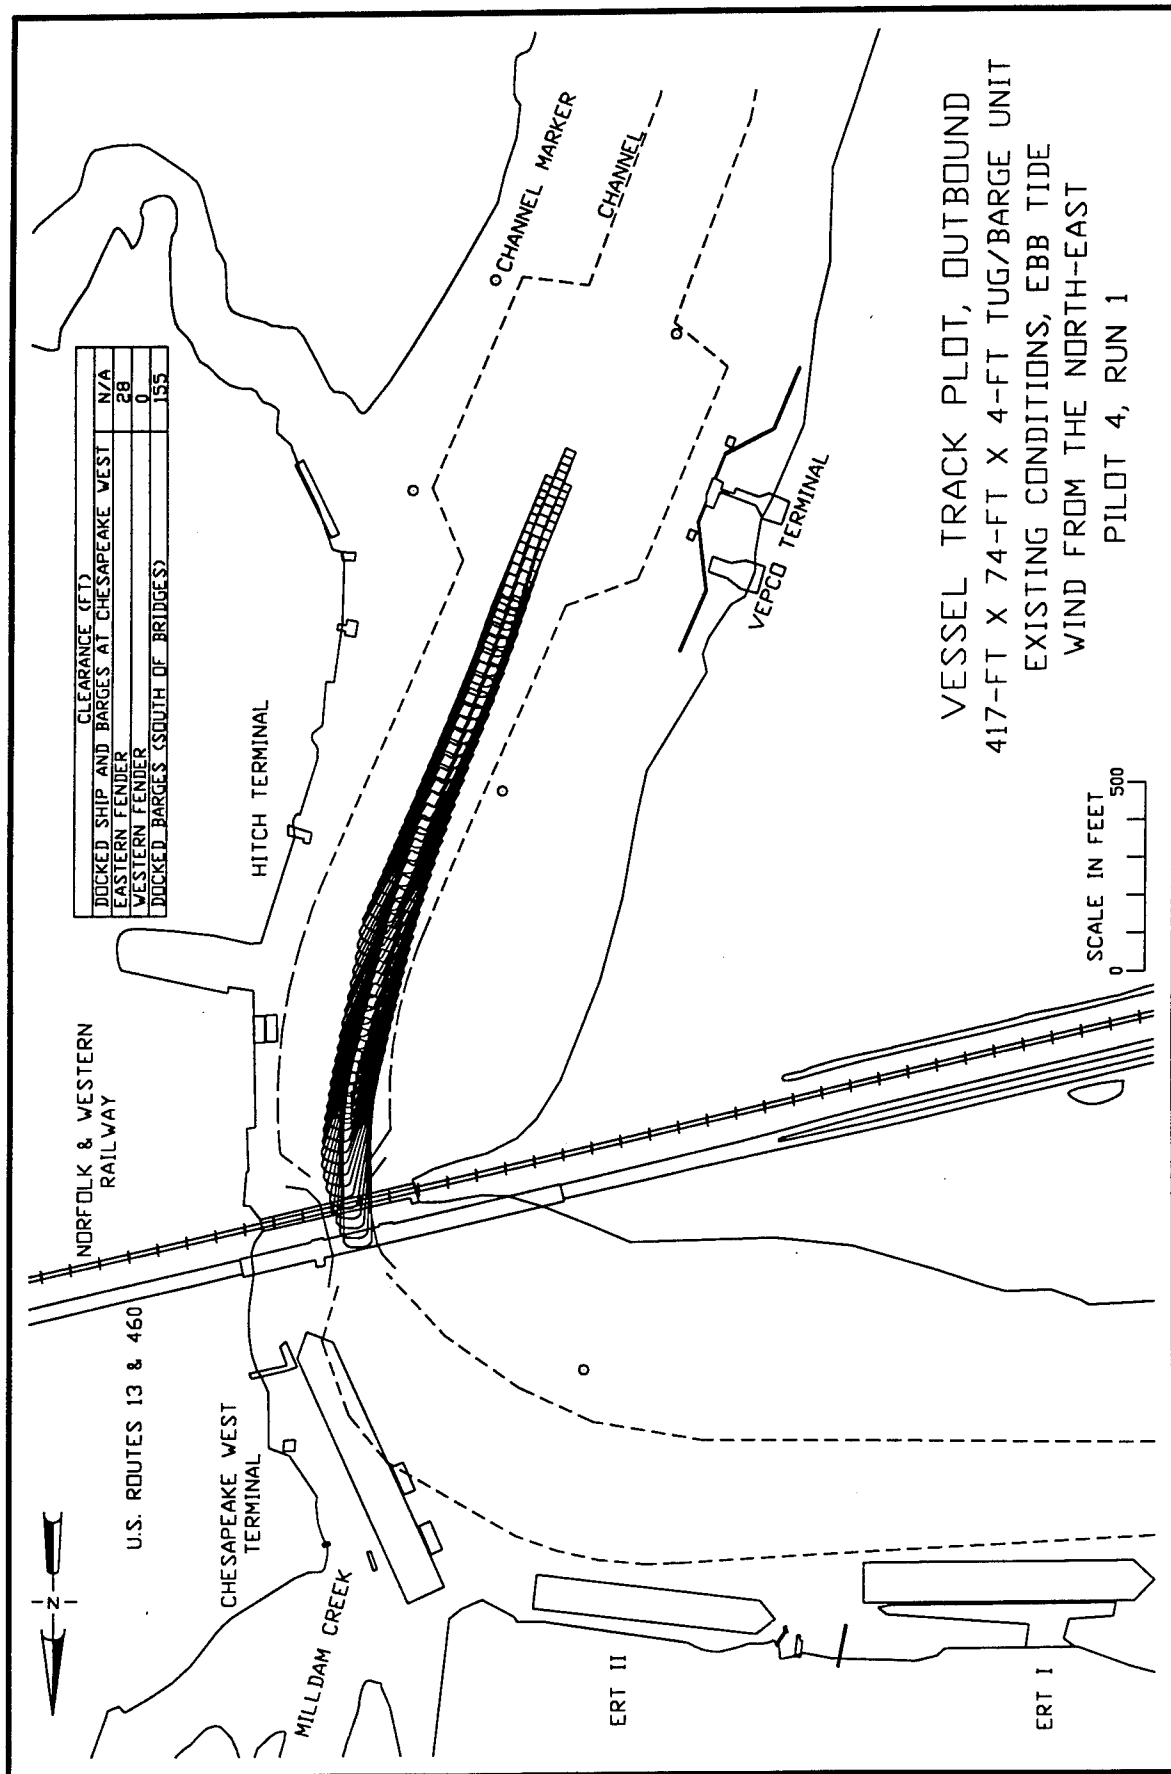 CLEARANCE (FT)
DOCKED SHIP AND BARGES AT CHESAPEAKE WEST N/A
EASTERN FENDER 28
WESTERN FENDER 0
DOCKED BARGES (SOUTH OF BRIDGES) 155
NORFOLK & WESTERN
RAILWAY
U.S. ROUTES 13 & 460
HITCH TERMINAL
CHESAPEAKE WEST
TERMINAL
N
MILLDAM CREEK
CHANNEL MARKER
CHANNEL
VEPCO TERMINAL
ERT II
ERT I
SCALE IN FEET
0 500
VESSEL TRACK PLOT, OUTBOUND
417-FT X 74-FT X 4-FT TUG/BARGE UNIT
EXISTING CONDITIONS, EBB TIDE
WIND FROM THE NORTH-EAST
PILOT 4, RUN 1